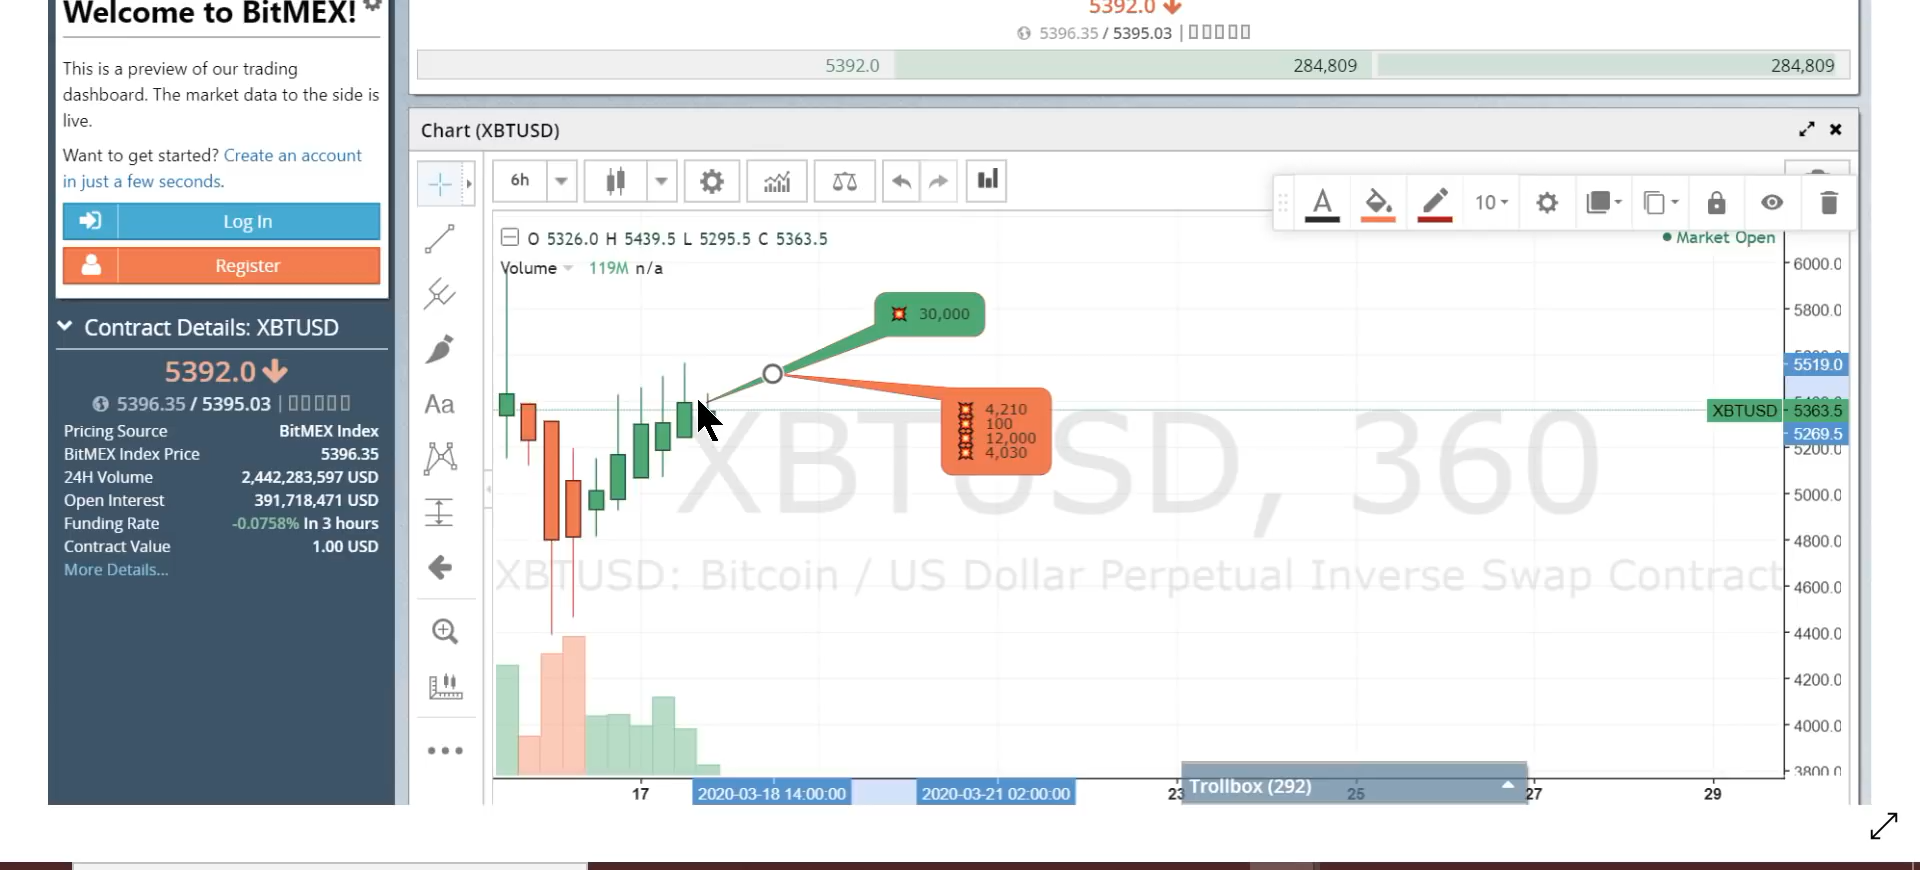 Welcome to BitMEX!
This is a preview of our trading
dashboard. The market data to the side is
live.
Want to get started? Create an account
in just a few seconds.
Log In
Register
Contract Details: XBTUSD
5392.0
5396.35 / 5395.03 |
Pricing Source BitMEX Index
BitMEX Index Price 5396.35
24H Volume 2,442,283,597 USD
Open Interest 391,718,471 USD
Funding Rate -0.0758% In 3 hours
Contract Value 1.00 USD
More Details...
5392.0
5396.35 / 5395.03 |
5392.0 284,809 284,809
Chart (XBTUSD)
6h
A 10
O 5326.0 H 5439.5 L 5295.5 C 5363.5
Market Open
Volume 119M n/a
Aa
30,000
4,210
100
12,000
4,030
XBTUSD, 360
XBTUSD: Bitcoin / US Dollar Perpetual Inverse Swap Contract
6000.0
5800.0
5519.0
XBTUSD 5363.5
5269.5
5200.0
5000.0
4800.0
4600.0
4400.0
4200.0
4000.0
3800.0
17 2020-03-18 14:00:00 2020-03-21 02:00:00 23 25 27 29
Trollbox (292)